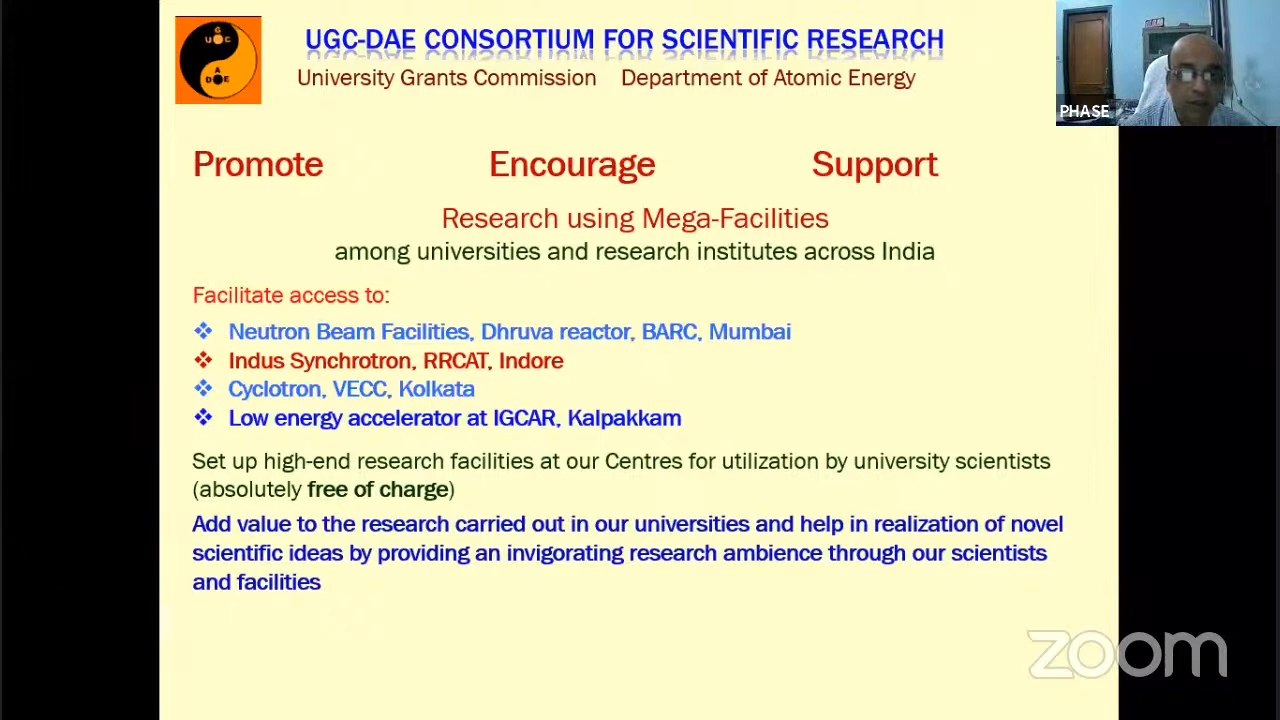 G
UGC
A
DAE
UGC-DAE CONSORTIUM FOR SCIENTIFIC RESEARCH
University Grants Commission Department of Atomic Energy
PHASE
Promote Encourage Support
Research using Mega-Facilities
among universities and research institutes across India
Facilitate access to:
Neutron Beam Facilities, Dhruva reactor, BARC, Mumbai
Indus Synchrotron, RRCAT, Indore
Cyclotron, VECC, Kolkata
Low energy accelerator at IGCAR, Kalpakkam
Set up high-end research facilities at our Centres for utilization by university scientists
(absolutely free of charge)
Add value to the research carried out in our universities and help in realization of novel
scientific ideas by providing an invigorating research ambience through our scientists
and facilities
zoom